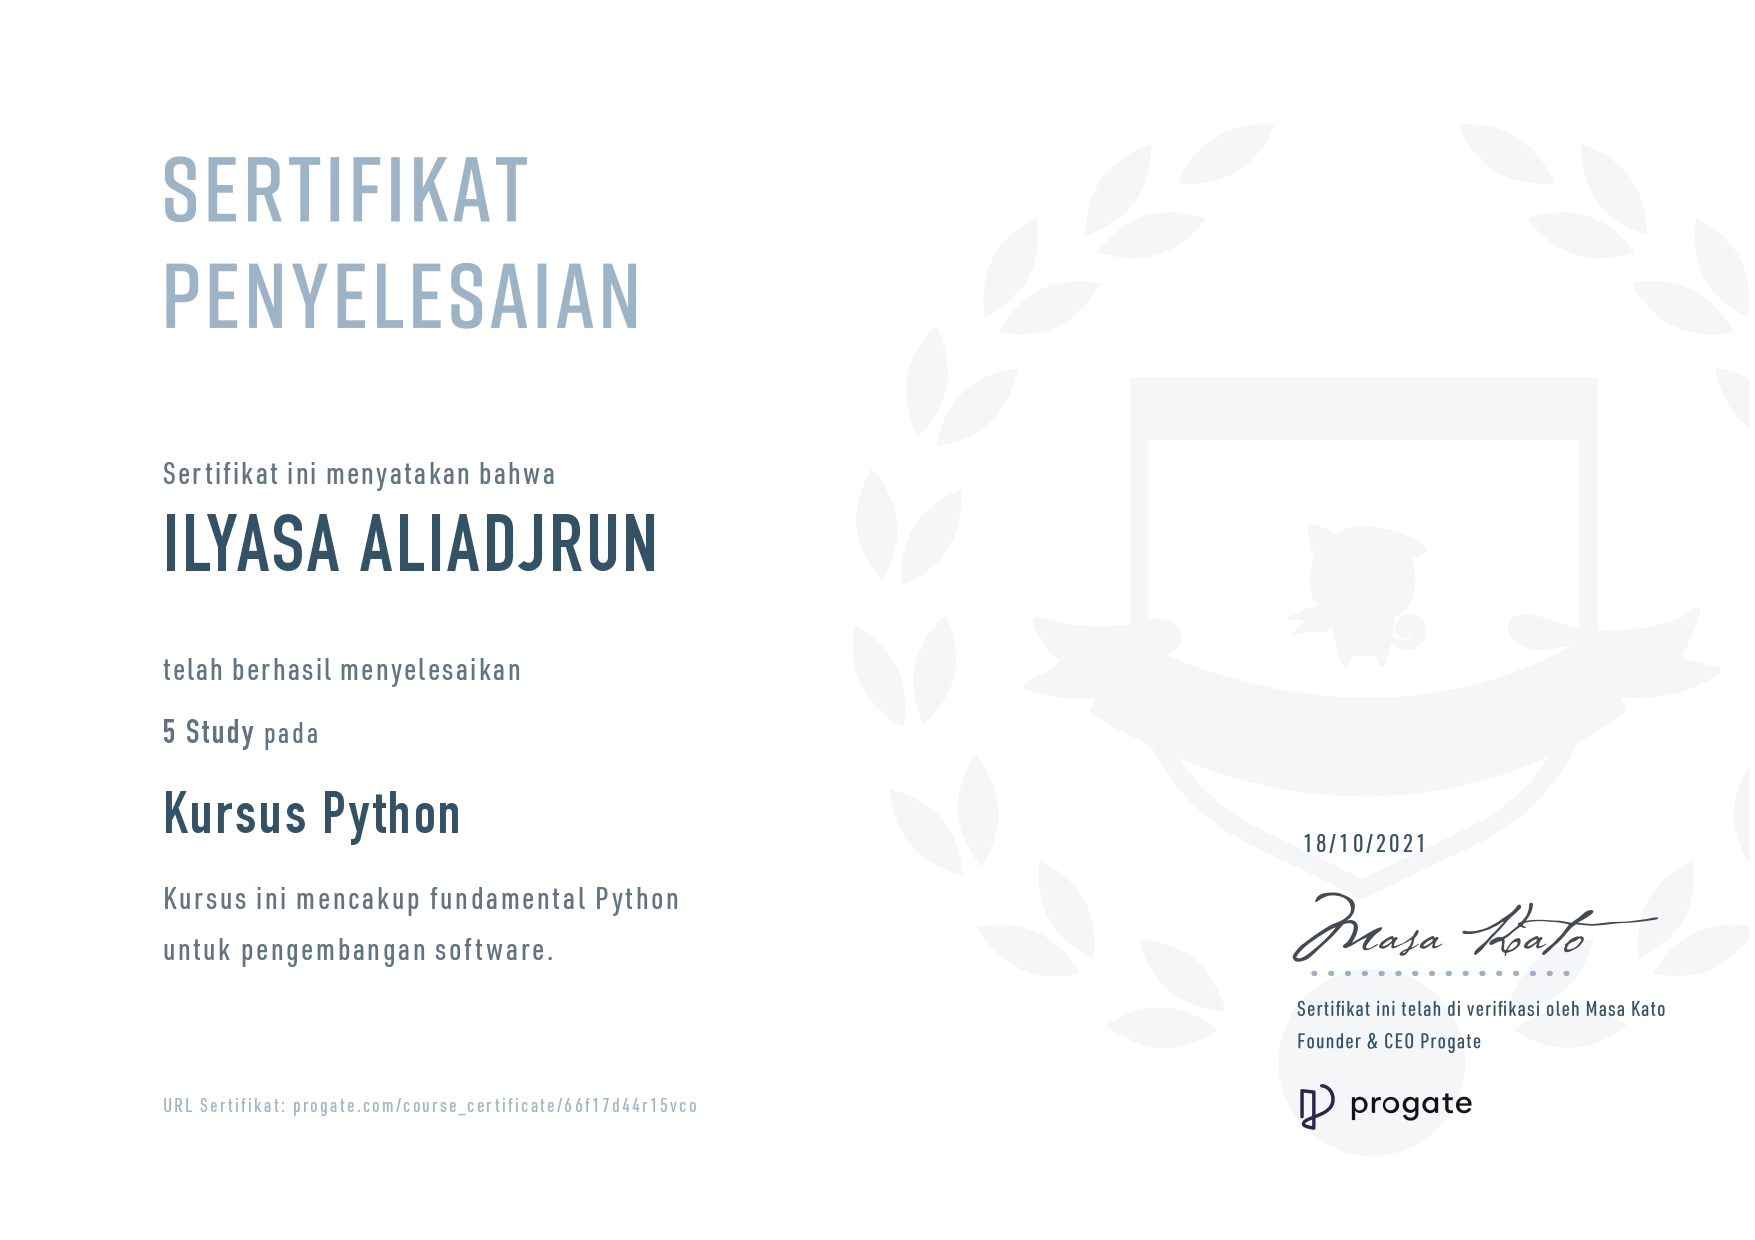 SERTIFIKAT
PENYELESAIAN
Sertifikat ini menyatakan bahwa
ILYASA ALIADJRUN
telah berhasil menyelesaikan
5 Study pada
Kursus Python
Kursus ini mencakup fundamental Python
untuk pengembangan software.
URL Sertifikat: progate.com/course_certificate/66f17d44r15vco
18/10/2021
Masa Kato
Sertifikat ini telah di verifikasi oleh Masa Kato
Founder & CEO Progate
progate